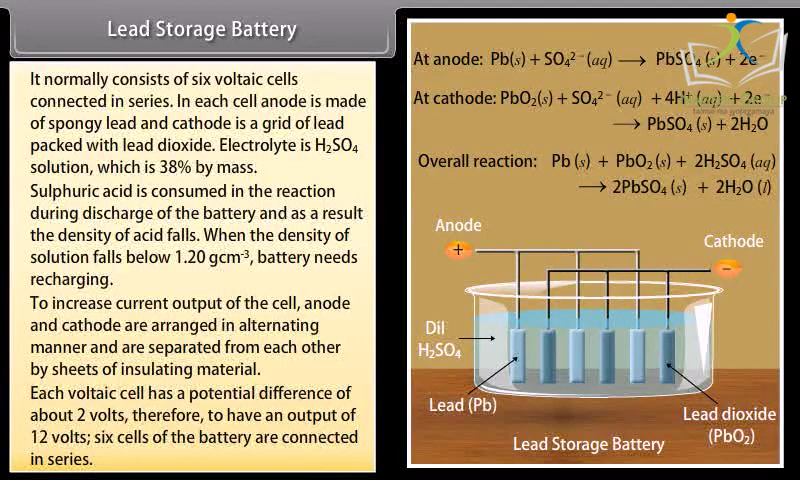 Lead Storage Battery
It normally consists of six voltaic cells
connected in series. In each cell anode is made
of spongy lead and cathode is a grid of lead
packed with lead dioxide. Electrolyte is H₂SO₄
solution, which is 38% by mass.
Sulphuric acid is consumed in the reaction
during discharge of the battery and as a result
the density of acid falls. When the density of
solution falls below 1.20 gcm⁻³, battery needs
recharging.
To increase current output of the cell, anode
and cathode are arranged in alternating
manner and are separated from each other
by sheets of insulating material.
Each voltaic cell has a potential difference of
about 2 volts, therefore, to have an output of
12 volts; six cells of the battery are connected
in series.
At anode: Pb(s) + SO₄²⁻ (aq) ⟶ PbSO₄ (s) + 2e⁻
At cathode: PbO₂(s) + SO₄²⁻ (aq) + 4H⁺ (aq) + 2e⁻
⟶ PbSO₄ (s) + 2H₂O
Overall reaction: Pb (s) + PbO₂ (s) + 2H₂SO₄ (aq)
⟶ 2PbSO₄ (s) + 2H₂O (l)
Anode
+
Cathode
−
Dil
H₂SO₄
Lead (Pb)
Lead dioxide
(PbO₂)
Lead Storage Battery